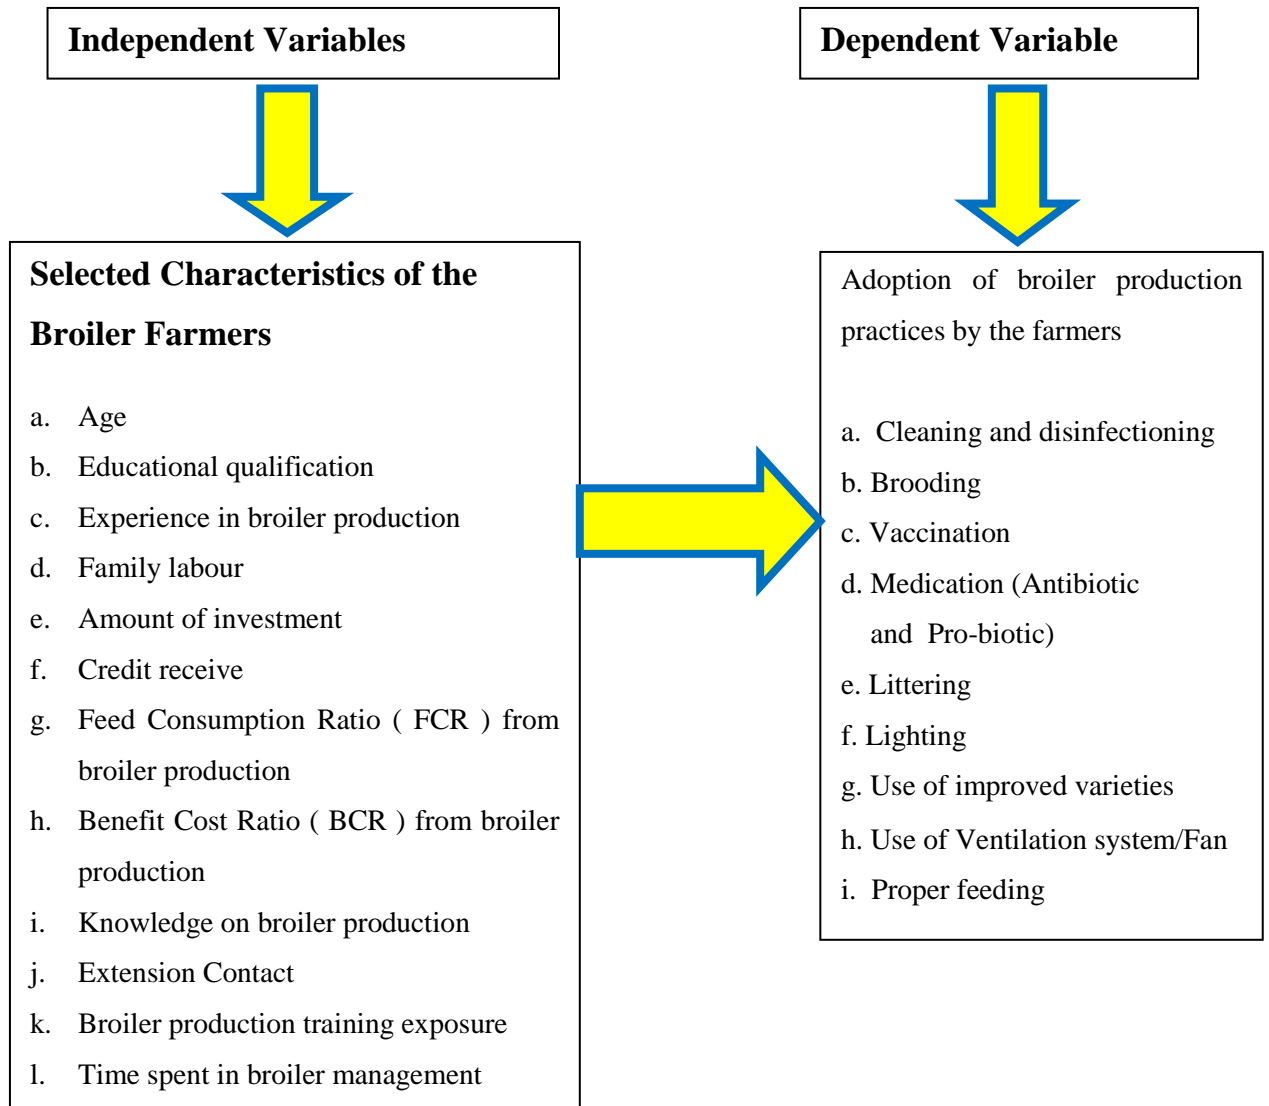 Independent Variables
Dependent Variable
Selected Characteristics of the
Broiler Farmers
a. Age
b. Educational qualification
c. Experience in broiler production
d. Family labour
e. Amount of investment
f. Credit receive
g. Feed Consumption Ratio ( FCR ) from
broiler production
h. Benefit Cost Ratio ( BCR ) from broiler
production
i. Knowledge on broiler production
j. Extension Contact
k. Broiler production training exposure
l. Time spent in broiler management
Adoption of broiler production
practices by the farmers
a. Cleaning and disinfectioning
b. Brooding
c. Vaccination
d. Medication (Antibiotic
and Pro-biotic)
e. Littering
f. Lighting
g. Use of improved varieties
h. Use of Ventilation system/Fan
i. Proper feeding